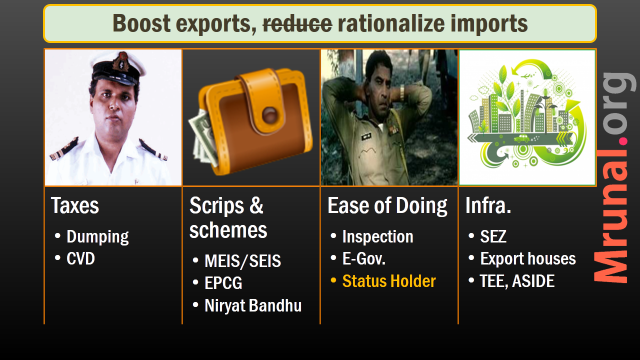 Boost exports, reduce rationalize imports
Taxes
• Dumping
• CVD
Scrips &
schemes
• MEIS/SEIS
• EPCG
• Niryat Bandhu
Ease of Doing
• Inspection
• E-Gov.
• Status Holder
Infra.
• SEZ
• Export houses
• TEE, ASIDE
Mrunal.org